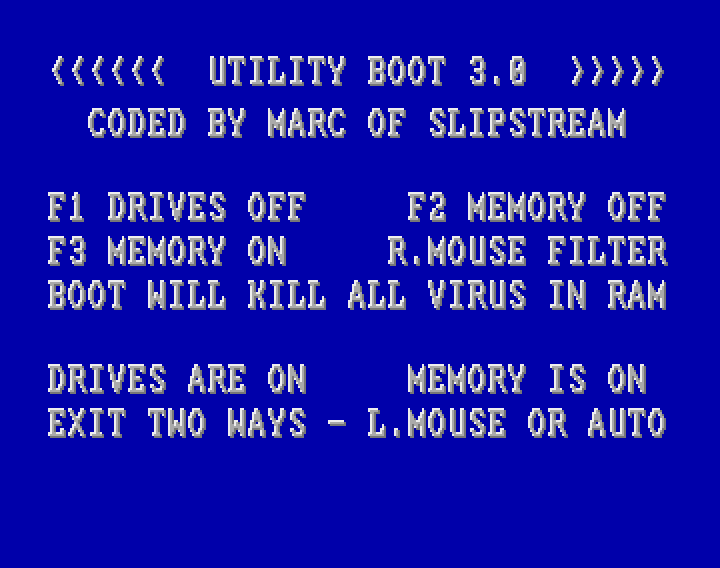 <<<<<< UTILITY BOOT 3.0 >>>>>
CODED BY MARC OF SLIPSTREAM
F1 DRIVES OFF F2 MEMORY OFF
F3 MEMORY ON R.MOUSE FILTER
BOOT WILL KILL ALL VIRUS IN RAM
DRIVES ARE ON MEMORY IS ON
EXIT TWO WAYS - L.MOUSE OR AUTO